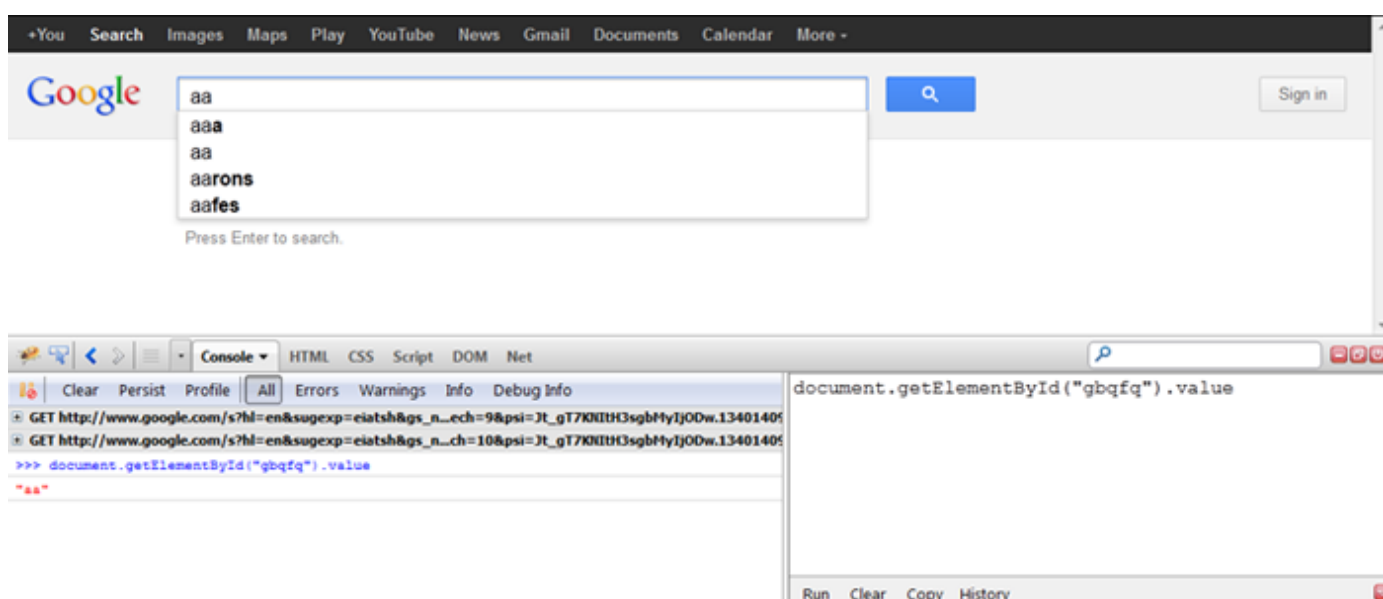 +You Search Images Maps Play YouTube News Gmail Documents Calendar More -
Google aa Sign in
aaa
aa
aarons
aafes
Press Enter to search.
Console HTML CSS Script DOM Net
Clear Persist Profile All Errors Warnings Info Debug Info
GET http://www.google.com/s?hl=en&sugexp=eiatsh&gs_n...ech=9&psi=Jt_gT7KNItH3sgbMyIjODw.13401409
GET http://www.google.com/s?hl=en&sugexp=eiatsh&gs_n...ch=10&psi=Jt_gT7KNItH3sgbMyIjODw.13401409
>>> document.getElementById("gbqfq").value
"aa"
document.getElementById("gbqfq").value
Run Clear Copy History